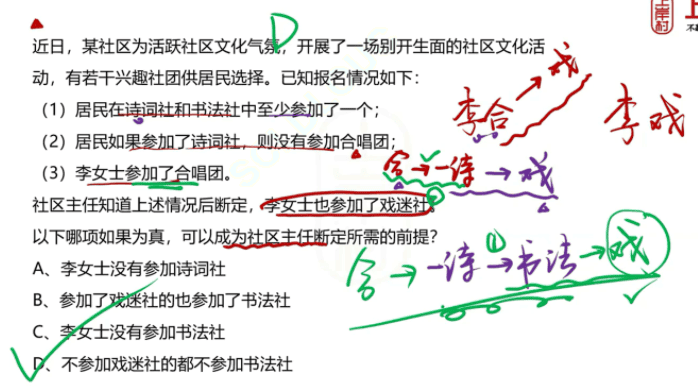 上岸村
D
近日，某社区为活跃社区文化气氛，开展了一场别开生面的社区文化活
动，有若干兴趣社团供居民选择。已知报名情况如下：
（1）居民在诗词社和书法社中至少参加了一个；
（2）居民如果参加了诗词社，则没有参加合唱团；
（3）李女士参加了合唱团。
社区主任知道上述情况后断定，李女士也参加了戏迷社。
以下哪项如果为真，可以成为社区主任断定所需的前提？
A、李女士没有参加诗词社
B、参加了戏迷社的也参加了书法社
C、李女士没有参加书法社
D、不参加戏迷社的都不参加书法社
李合→戏
李戏
合→一诗→戏
合→一诗→书法→戏